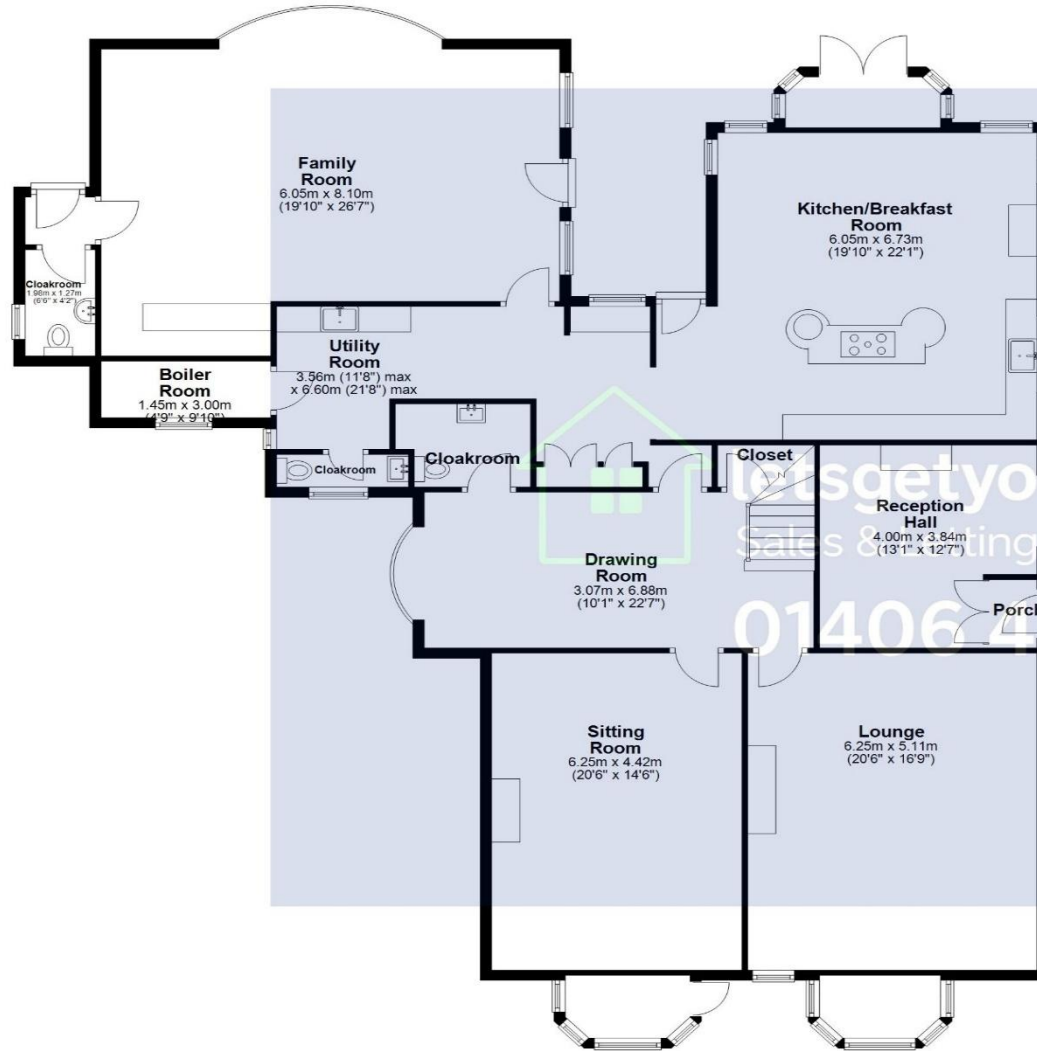 Family
Room
6.05m x 8.10m
(19'10" x 26'7")
Kitchen/Breakfast
Room
6.05m x 6.73m
(19'10" x 22'1")
Cloakroom
1.98m x 1.27m
(6'6" x 4'2")
Utility
Room
3.56m (11'8") max
x 6.60m (21'8") max
Boiler
Room
1.45m x 3.00m
(4'9" x 9'10")
Cloakroom
Cloakroom
Closet
Reception
Hall
4.00m x 3.84m
(13'1" x 12'7")
Porch
Drawing
Room
3.07m x 6.88m
(10'1" x 22'7")
letsgetyo
Sales & Letting
01406 4
Sitting
Room
6.25m x 4.42m
(20'6" x 14'6")
Lounge
6.25m x 5.11m
(20'6" x 16'9")